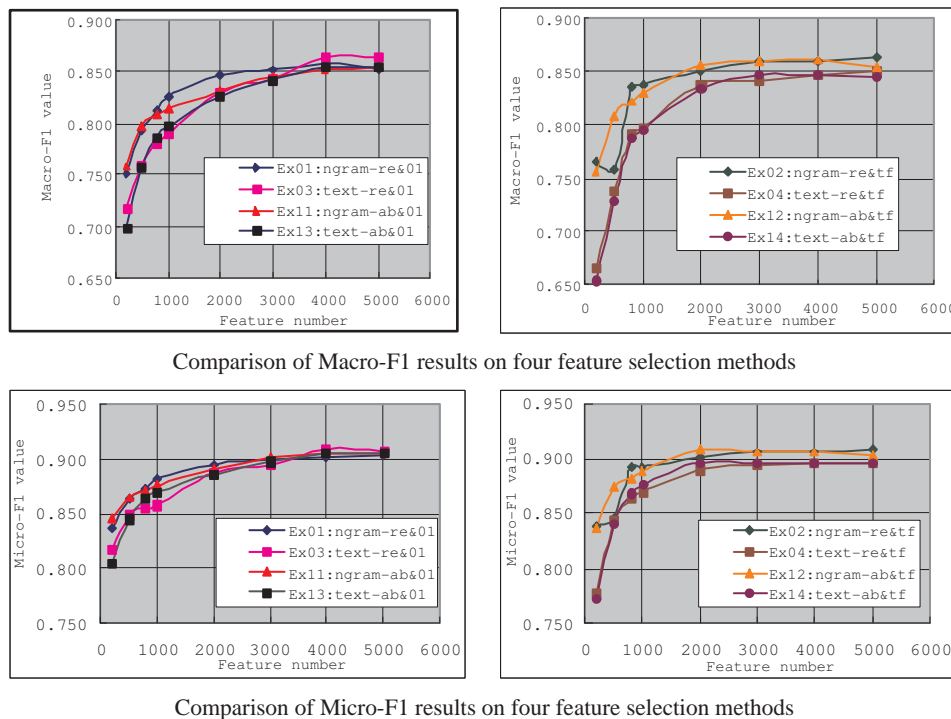 0.900
0.850
0.800
0.750
0.700
0.650
Macro-F1 value
0 1000 2000 3000 4000 5000 6000
Feature number
Ex01:ngram-re&01
Ex03:text-re&01
Ex11:ngram-ab&01
Ex13:text-ab&01
0.900
0.850
0.800
0.750
0.700
0.650
Macro-F1 value
0 1000 2000 3000 4000 5000 6000
Feature number
Ex02:ngram-re&tf
Ex04:text-re&tf
Ex12:ngram-ab&tf
Ex14:text-ab&tf
Comparison of Macro-F1 results on four feature selection methods
0.950
0.900
0.850
0.800
0.750
Micro-F1 value
0 1000 2000 3000 4000 5000 6000
Feature number
Ex01:ngram-re&01
Ex03:text-re&01
Ex11:ngram-ab&01
Ex13:text-ab&01
0.950
0.900
0.850
0.800
0.750
Micro-F1 value
0 1000 2000 3000 4000 5000 6000
Feature number
Ex02:ngram-re&tf
Ex04:text-re&tf
Ex12:ngram-ab&tf
Ex14:text-ab&tf
Comparison of Micro-F1 results on four feature selection methods